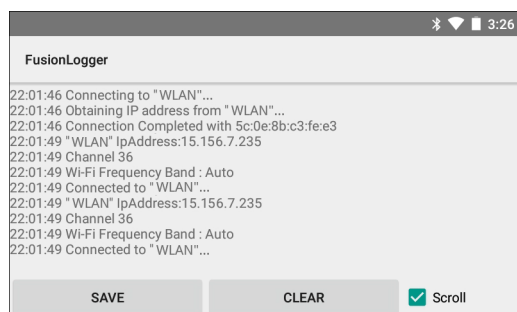 3:26
FusionLogger
22:01:46 Connecting to "WLAN"...
22:01:46 Obtaining IP address from "WLAN"...
22:01:46 Connection Completed with 5c:0e:8b:c3:fe:e3
22:01:49 "WLAN" IpAddress:15.156.7.235
22:01:49 Channel 36
22:01:49 Wi-Fi Frequency Band : Auto
22:01:49 Connected to "WLAN"...
22:01:49 "WLAN" IpAddress:15.156.7.235
22:01:49 Channel 36
22:01:49 Wi-Fi Frequency Band : Auto
22:01:49 Connected to "WLAN"...
SAVE CLEAR Scroll